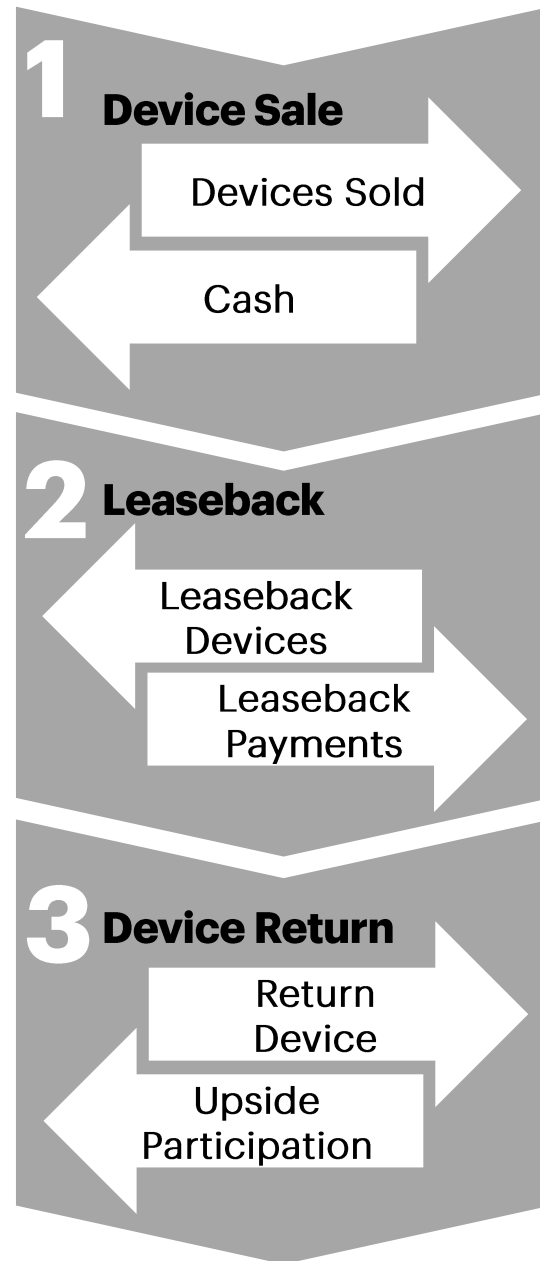 1
Device Sale
Devices Sold
Cash
2
Leaseback
Leaseback
Devices
Leaseback
Payments
3
Device Return
Return
Device
Upside
Participation